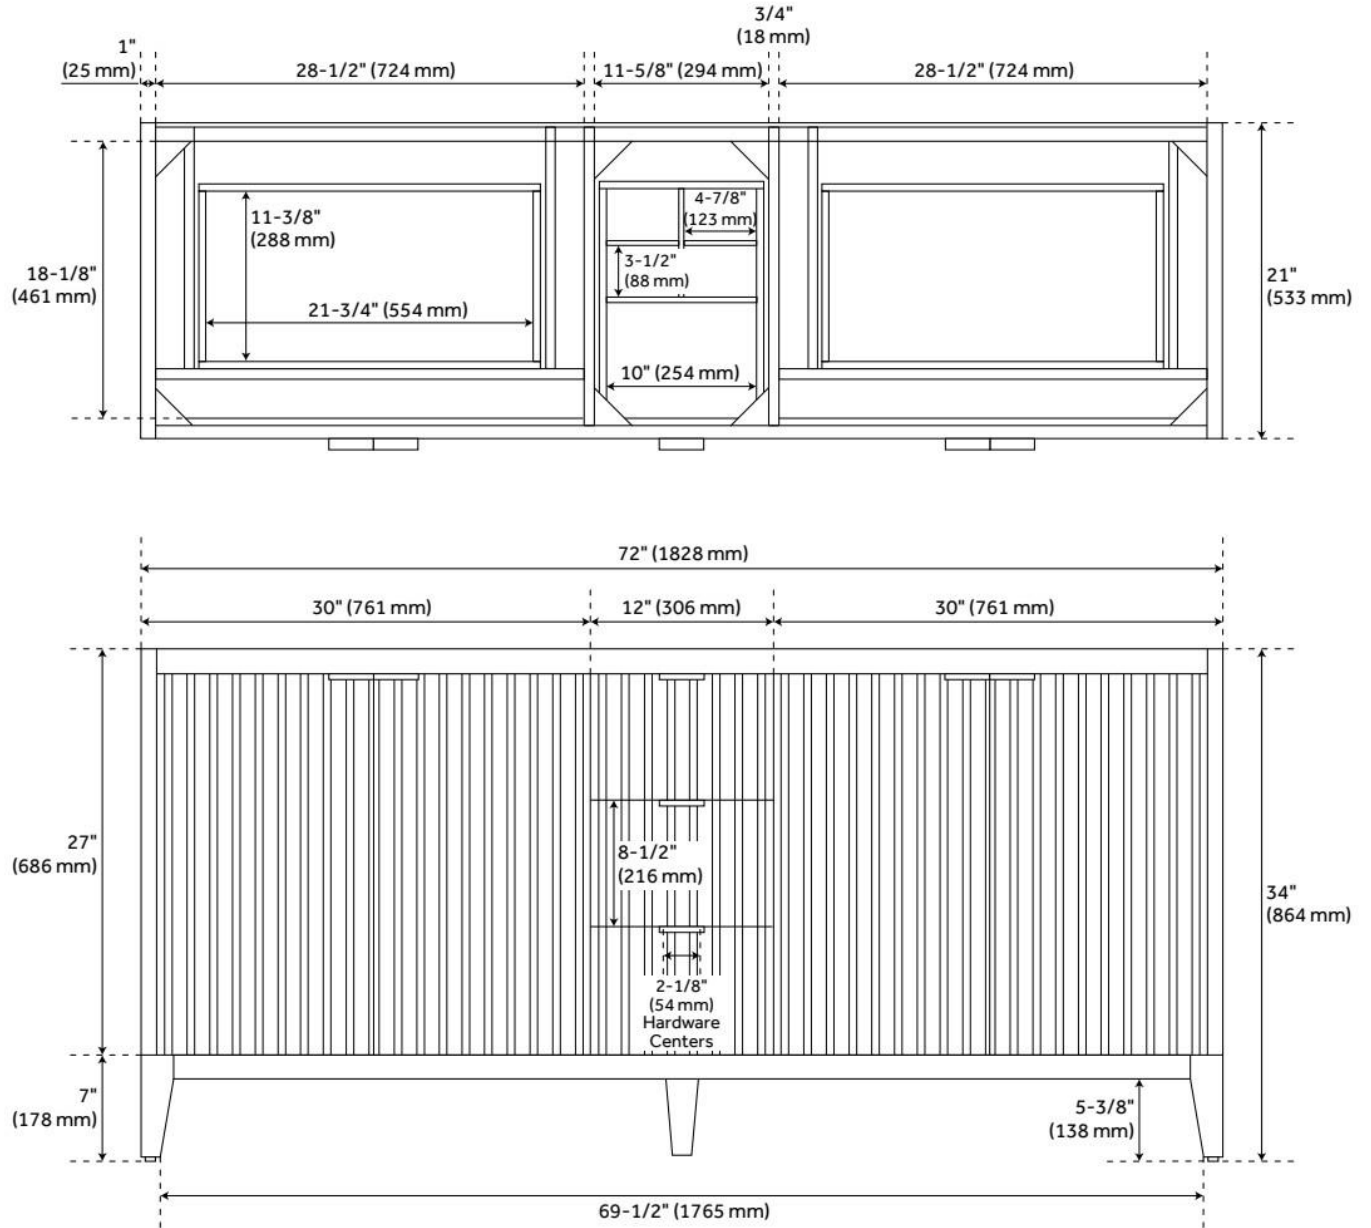 3/4"
(18 mm)
1"
(25 mm)
28-1/2" (724 mm)
11-5/8" (294 mm)
28-1/2" (724 mm)
4-7/8"
(123 mm)
11-3/8"
(288 mm)
3-1/2"
(88 mm)
18-1/8"
(461 mm)
21"
(533 mm)
21-3/4" (554 mm)
10" (254 mm)
72" (1828 mm)
30" (761 mm)
12" (306 mm)
30" (761 mm)
27"
(686 mm)
8-1/2"
(216 mm)
34"
(864 mm)
2-1/8"
(54 mm)
Hardware
Centers
7"
(178 mm)
5-3/8"
(138 mm)
69-1/2" (1765 mm)